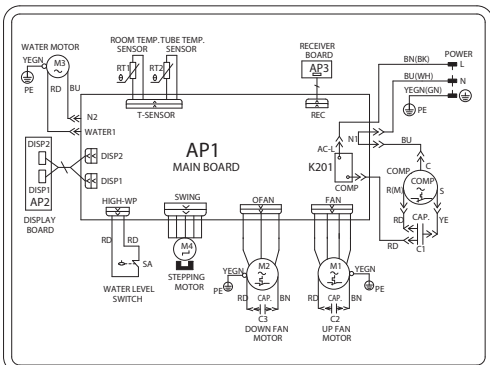 ROOM TEMP. TUBE TEMP.
SENSOR SENSOR
WATER MOTOR
YEGN
M3
PE
RD
BU
RT1
RT2
θ
θ
T-SENSOR
RECEIVER
BOARD
AP3
REC
BN(BK)
POWER
L
BU(WH)
N
YEGN(GN)
PE
N2
WATER1
AP1
MAIN BOARD
AC-L
N1
K201
COMP
BU
C
COMP
COMP
R(M)
S
RD
CAP.
YE
C1
RD
DISP2
DISP1
AP2
DISPLAY
BOARD
DISP2
DISP1
HIGH-WP
RD
RD
SA
WATER LEVEL
SWITCH
SWING
M4
STEPPING
MOTOR
OFAN
M2
YEGN
PE
RD
CAP.
BN
C3
DOWN FAN
MOTOR
FAN
M1
YEGN
PE
RD
CAP.
BN
C2
UP FAN
MOTOR